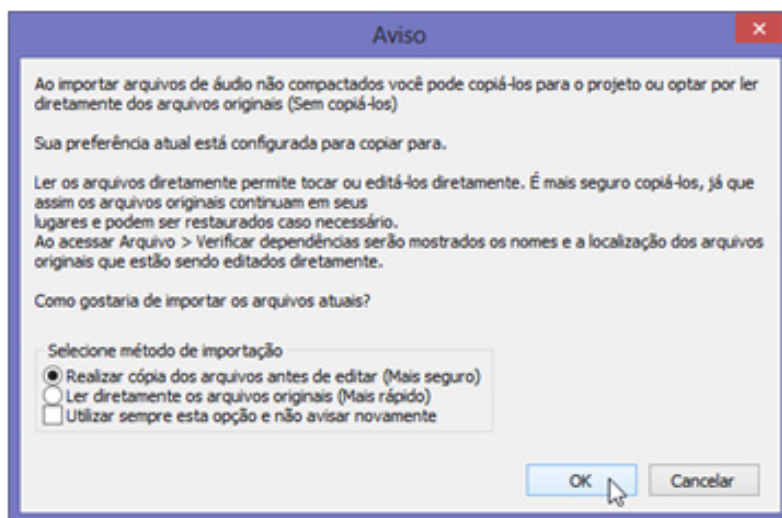 Aviso
Ao importar arquivos de áudio não compactados você pode copiá-los para o projeto ou optar por ler
diretamente dos arquivos originais (Sem copiá-los)
Sua preferência atual está configurada para copiar para.
Ler os arquivos diretamente permite tocar ou editá-los diretamente. É mais seguro copiá-los, já que
assim os arquivos originais continuam em seus
lugares e podem ser restaurados caso necessário.
Ao acessar Arquivo > Verificar dependências serão mostrados os nomes e a localização dos arquivos
originais que estão sendo editados diretamente.
Como gostaria de importar os arquivos atuais?
Selecione método de importação
Realizar cópia dos arquivos antes de editar (Mais seguro)
Ler diretamente os arquivos originais (Mais rápido)
Utilizar sempre esta opção e não avisar novamente
OK Cancelar